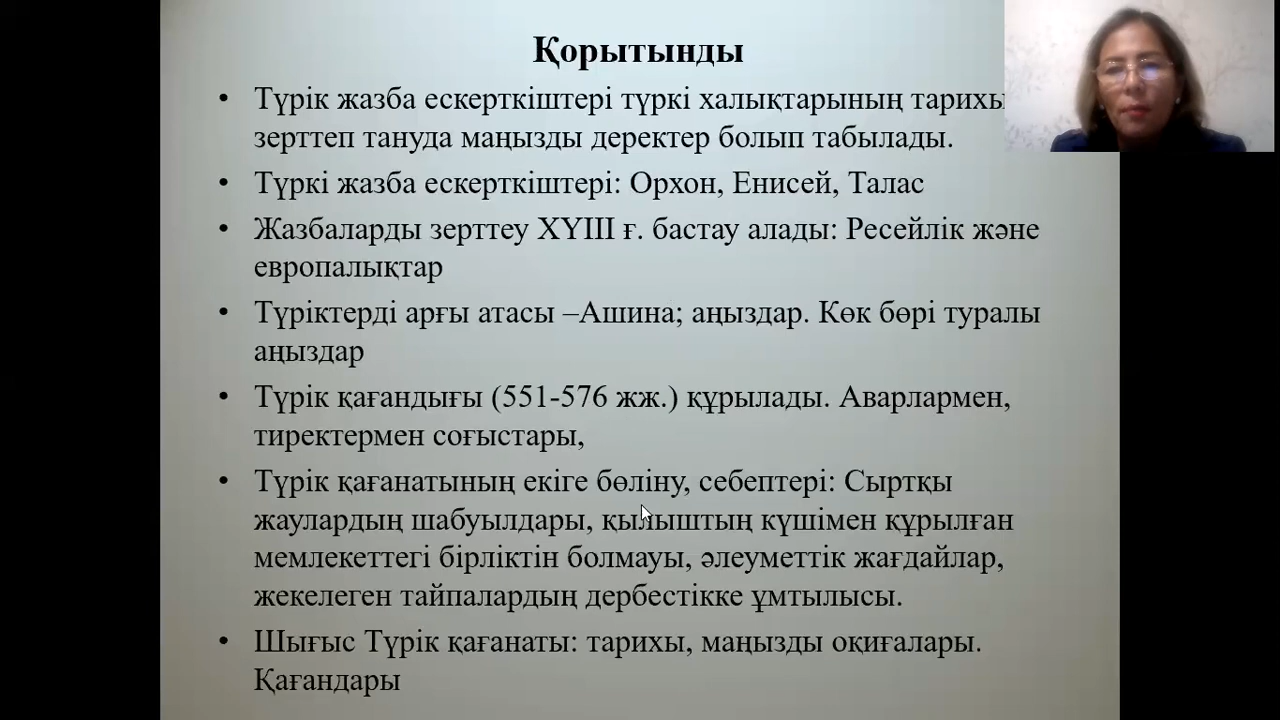 Қорытынды
• Түрік жазба ескерткіштері түркі халықтарының тарихы
зерттеп тануда маңызды деректер болып табылады.
• Түркі жазба ескерткіштері: Орхон, Енисей, Талас
• Жазбаларды зерттеу ХҮІІІ ғ. бастау алады: Ресейлік және
европалықтар
• Түріктерді арғы атасы –Ашина; аңыздар. Көк бөрі туралы
аңыздар
• Түрік қағандығы (551-576 жж.) құрылады. Аварлармен,
тиректермен соғыстары,
• Түрік қағанатының екіге бөліну, себептері: Сыртқы
жаулардың шабуылдары, қылыштың күшімен құрылған
мемлекеттегі бірліктін болмауы, әлеуметтік жағдайлар,
жекелеген тайпалардың дербестікке ұмтылысы.
• Шығыс Түрік қағанаты: тарихы, маңызды оқиғалары.
Қағандары